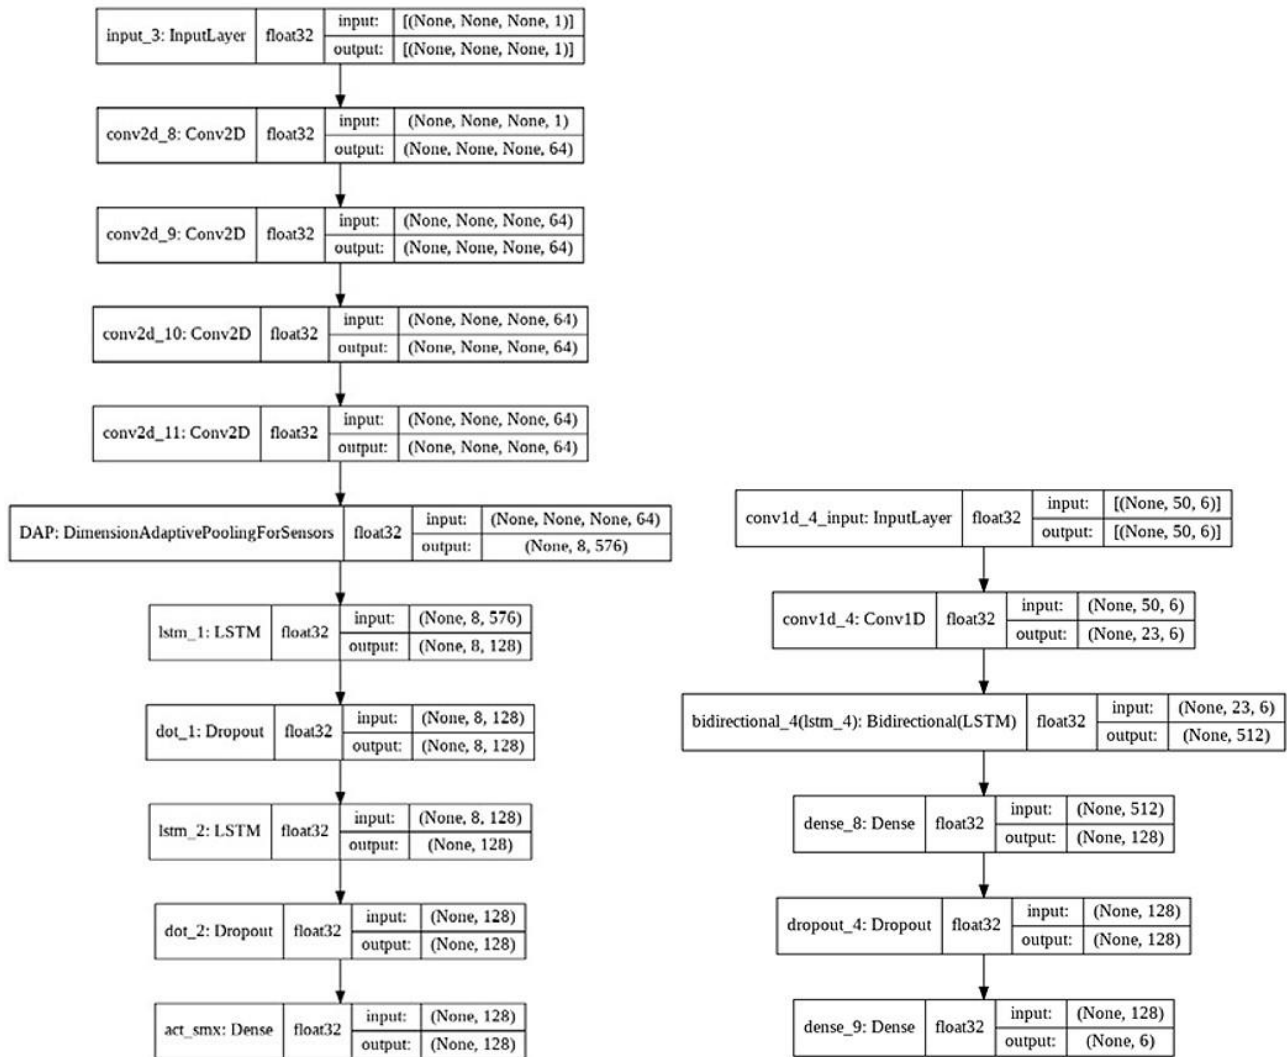 input_3: InputLayer float32 input: [(None, None, None, 1)]
output: [(None, None, None, 1)]
conv2d_8: Conv2D float32 input: (None, None, None, 1)
output: (None, None, None, 64)
conv2d_9: Conv2D float32 input: (None, None, None, 64)
output: (None, None, None, 64)
conv2d_10: Conv2D float32 input: (None, None, None, 64)
output: (None, None, None, 64)
conv2d_11: Conv2D float32 input: (None, None, None, 64)
output: (None, None, None, 64)
DAP: DimensionAdaptivePoolingForSensors float32 input: (None, None, None, 64)
output: (None, 8, 576)
lstm_1: LSTM float32 input: (None, 8, 576)
output: (None, 8, 128)
dot_1: Dropout float32 input: (None, 8, 128)
output: (None, 8, 128)
lstm_2: LSTM float32 input: (None, 8, 128)
output: (None, 128)
dot_2: Dropout float32 input: (None, 128)
output: (None, 128)
act_smx: Dense float32 input: (None, 128)
output: (None, 128)
conv1d_4_input: InputLayer float32 input: [(None, 50, 6)]
output: [(None, 50, 6)]
conv1d_4: Conv1D float32 input: (None, 50, 6)
output: (None, 23, 6)
bidirectional_4(lstm_4): Bidirectional(LSTM) float32 input: (None, 23, 6)
output: (None, 512)
dense_8: Dense float32 input: (None, 512)
output: (None, 128)
dropout_4: Dropout float32 input: (None, 128)
output: (None, 128)
dense_9: Dense float32 input: (None, 128)
output: (None, 6)